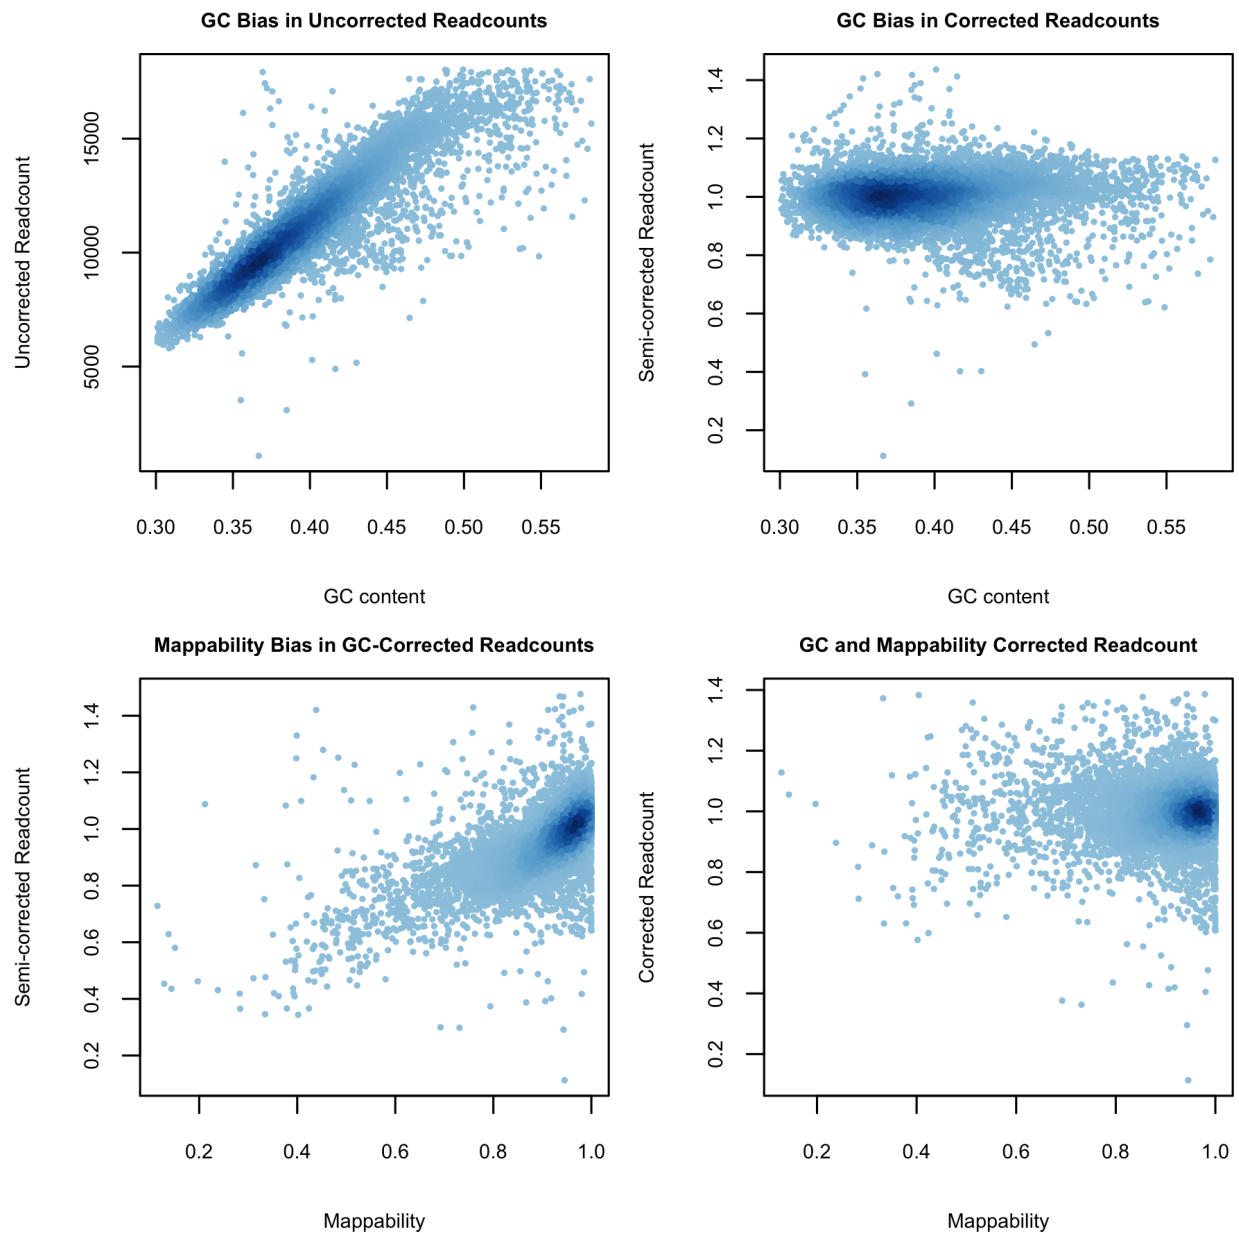 GC Bias in Uncorrected Readcounts
Uncorrected Readcount
15000
10000
5000
0.30 0.35 0.40 0.45 0.50 0.55
GC content
GC Bias in Corrected Readcounts
Semi-corrected Readcount
1.4
1.2
1.0
0.8
0.6
0.4
0.2
0.30 0.35 0.40 0.45 0.50 0.55
GC content
Mappability Bias in GC-Corrected Readcounts
Semi-corrected Readcount
1.4
1.2
1.0
0.8
0.6
0.4
0.2
0.2 0.4 0.6 0.8 1.0
Mappability
GC and Mappability Corrected Readcount
Corrected Readcount
1.4
1.2
1.0
0.8
0.6
0.4
0.2
0.2 0.4 0.6 0.8 1.0
Mappability